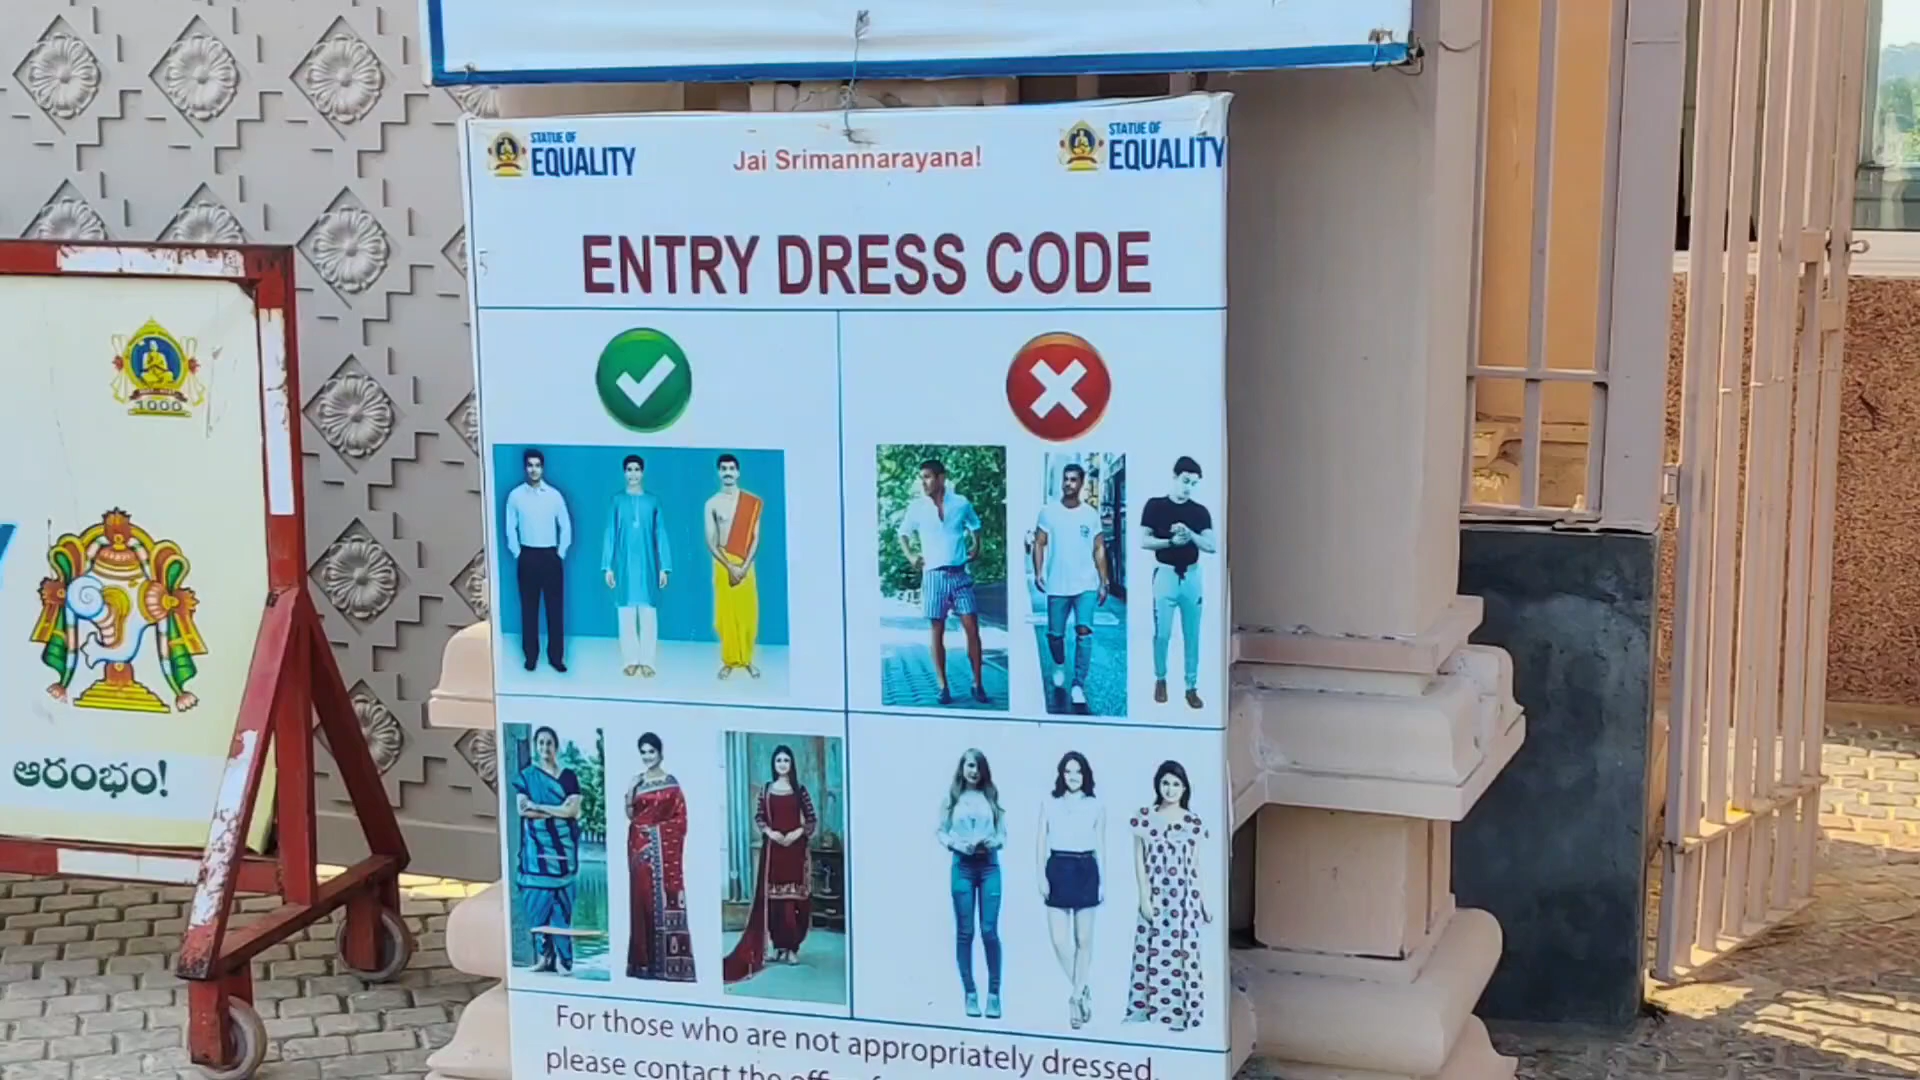 STATUE OF
EQUALITY
Jai Srimannarayana!
STATUE OF
EQUALITY
ENTRY DRESS CODE
1000
ఆరంభం!
For those who are not appropriately dressed,
please contact the